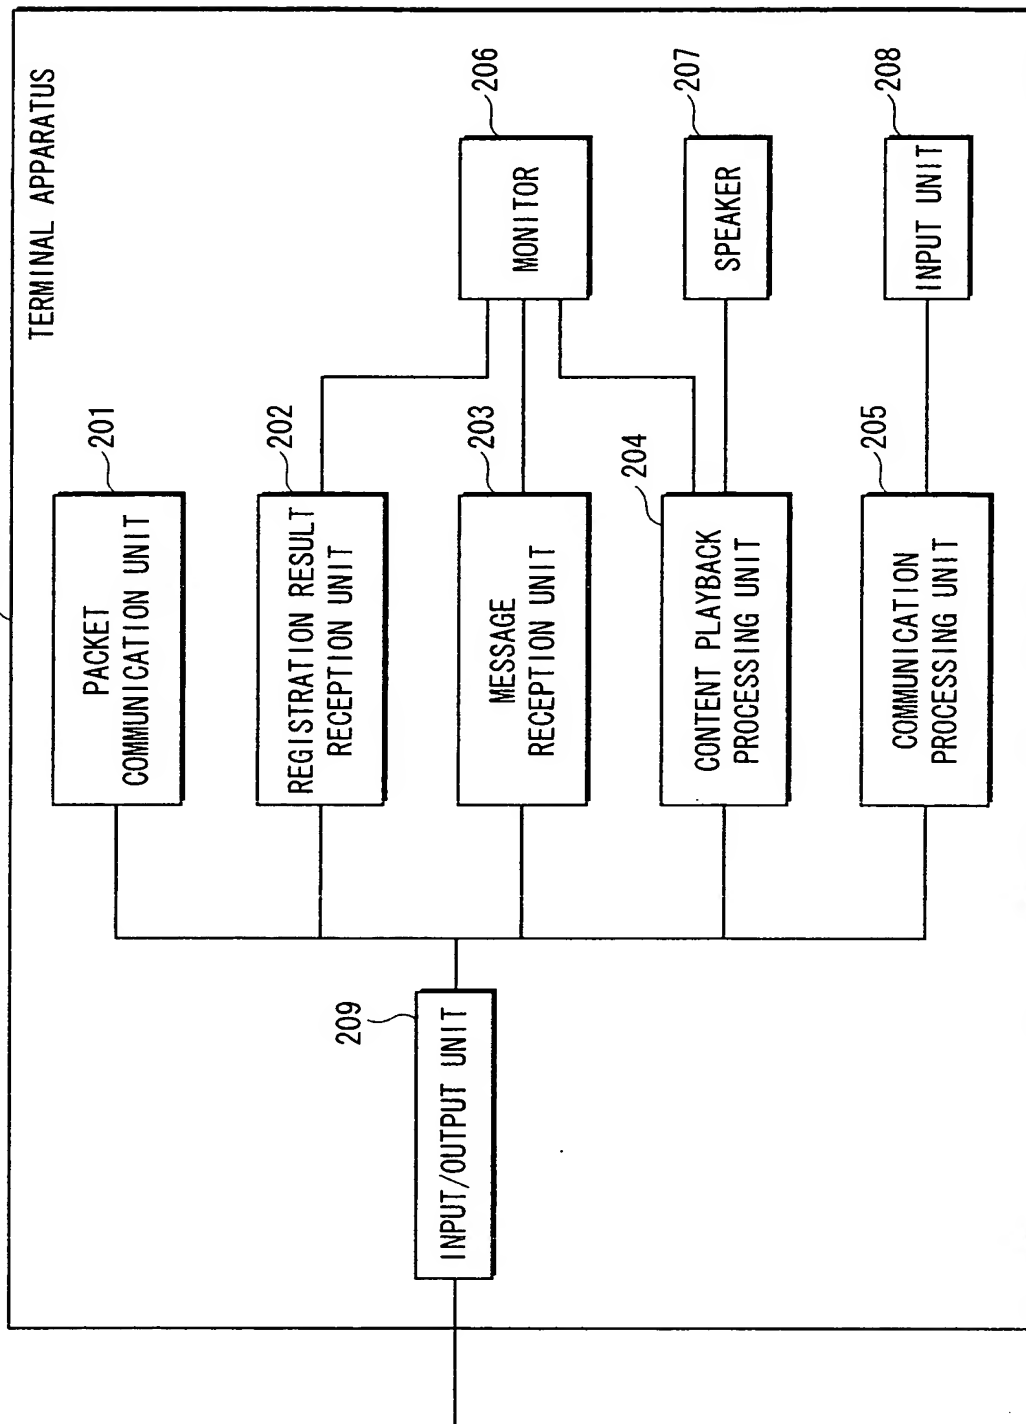 TERMINAL APPARATUS
201
PACKET
COMMUNICATION UNIT
202
REGISTRATION RESULT
RECEPTION UNIT
206
MONITOR
209
INPUT/OUTPUT UNIT
203
MESSAGE
RECEPTION UNIT
204
CONTENT PLAYBACK
PROCESSING UNIT
207
SPEAKER
205
COMMUNICATION
PROCESSING UNIT
208
INPUT UNIT